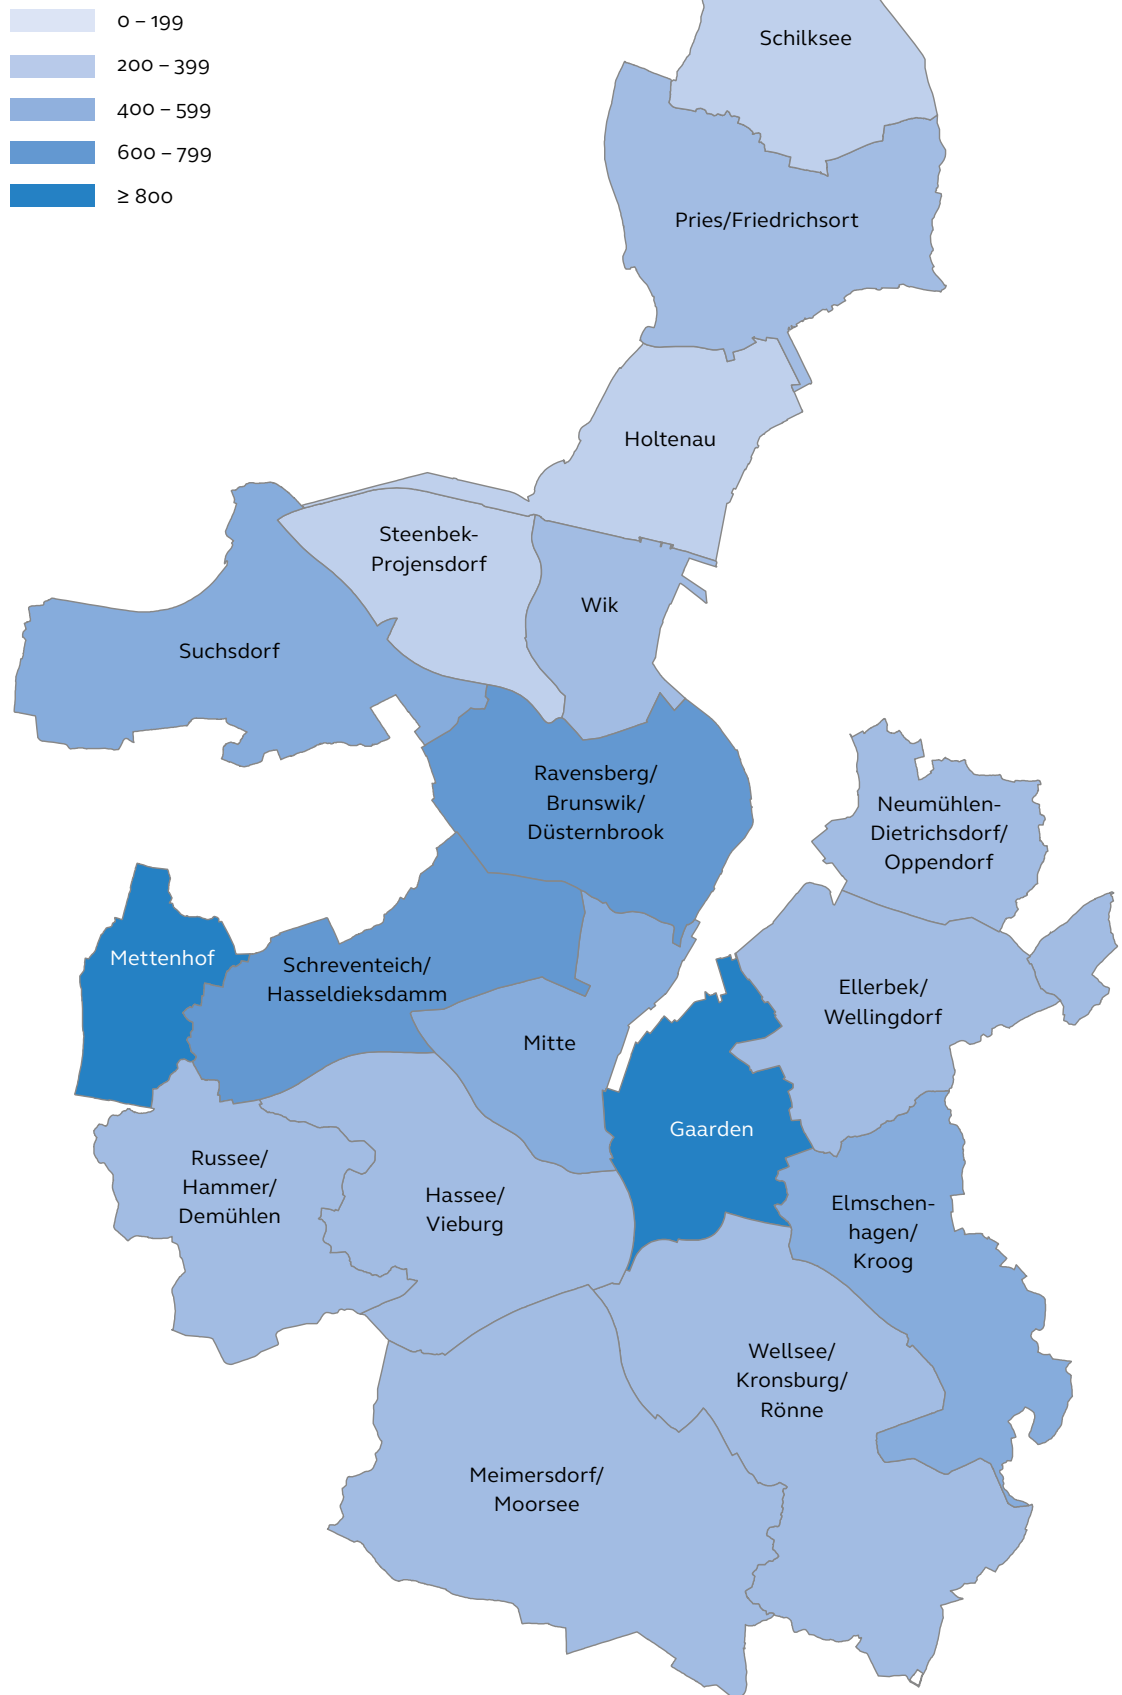 0 – 199
200 – 399
400 – 599
600 – 799
≥ 800
Schilksee
Pries/Friedrichsort
Holtenau
Steenbek-
Projensdorf
Wik
Suchsdorf
Ravensberg/
Brunswik/
Düsternbrook
Neumühlen-
Dietrichsdorf/
Oppendorf
Mettenhof
Schreventeich/
Hasseldieksdamm
Ellerbek/
Wellingdorf
Mitte
Gaarden
Russee/
Hammer/
Demühlen
Hassee/
Vieburg
Elmschen-
hagen/
Kroog
Wellsee/
Kronsburg/
Rönne
Meimersdorf/
Moorsee